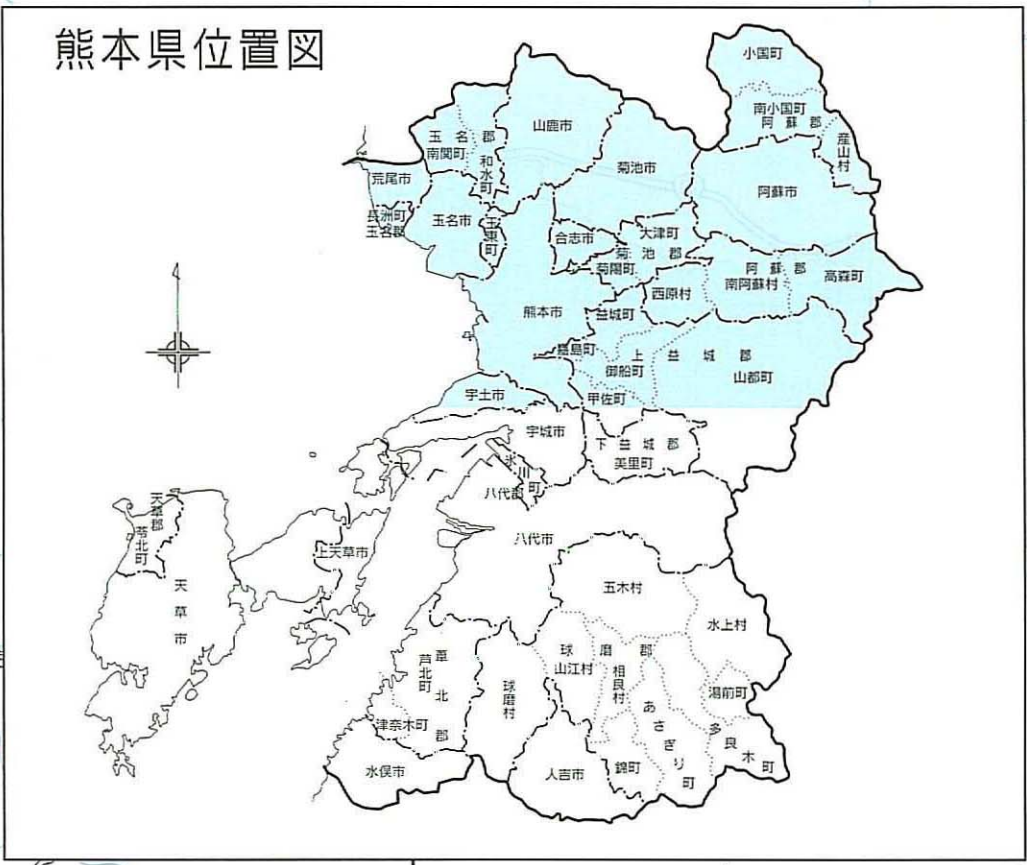 熊本県位置図
小国町
南小国町
阿蘇郡
産山村
山鹿市
玉名郡
南関町
和水町
菊池市
阿蘇市
荒尾市
長洲町
玉名郡
玉名市
玉東町
合志市
大津町
菊池郡
菊陽町
西原村
阿蘇郡
南阿蘇村
高森町
熊本市
益城町
嘉島町
上益城郡
御船町
山都町
甲佐町
宇土市
宇城市
下益城郡
美里町
氷川町
八代郡
八代市
天草郡
苓北町
上天草市
天草市
五木村
水上村
球磨郡
山江村
相良村
湯前町
芦北町
葦北郡
球磨村
あさぎり町
多良木町
津奈木町
水俣市
人吉市
錦町